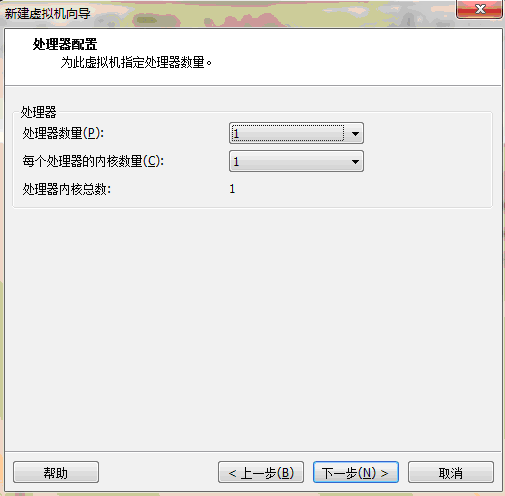 新建虚拟机向导
处理器配置
为此虚拟机指定处理器数量。
处理器
处理器数量(P): 1
每个处理器的内核数量(C): 1
处理器内核总数: 1
帮助 < 上一步(B) 下一步(N) > 取消